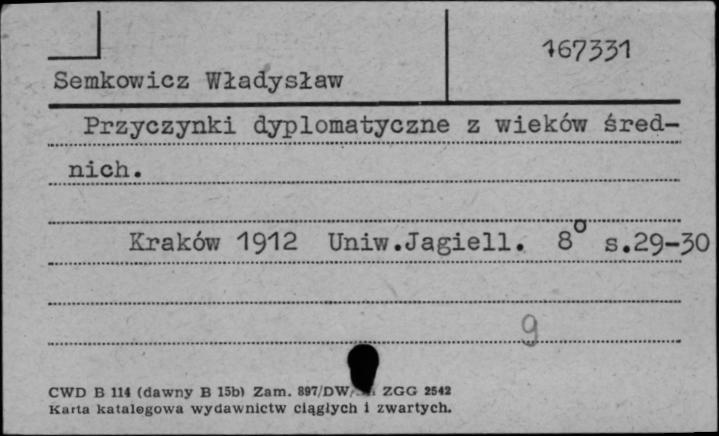 167331
Semkowicz Władysław
Przyczynki dyplomatyczne z wieków śred-
nich.
Kraków 1912 Uniw.Jagiell. 8° s.29-30
9
CWD B 114 (dawny B 15b) Zam. 897/DW/ ZGG 2542
Karta katalogowa wydawnictw ciągłych i zwartych.